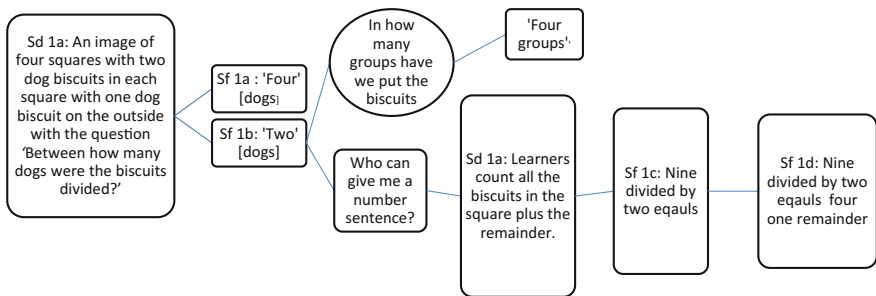 Sd 1a: An image of
four squares with two
dog biscuits in each
square with one dog
biscuit on the outside
with the question
'Between how many
dogs were the biscuits
divided?'
Sf 1a : 'Four'
[dogs]
Sf 1b: 'Two'
[dogs]
In how
many
groups have
we put the
biscuits
'Four
groups'.
Who can
give me a
number
sentence?
Sd 1a: Learners
count all the
biscuits in the
square plus the
remainder.
Sf 1c: Nine
divided by
two eqauls
Sf 1d: Nine
divided by two
eqauls four
one remainder